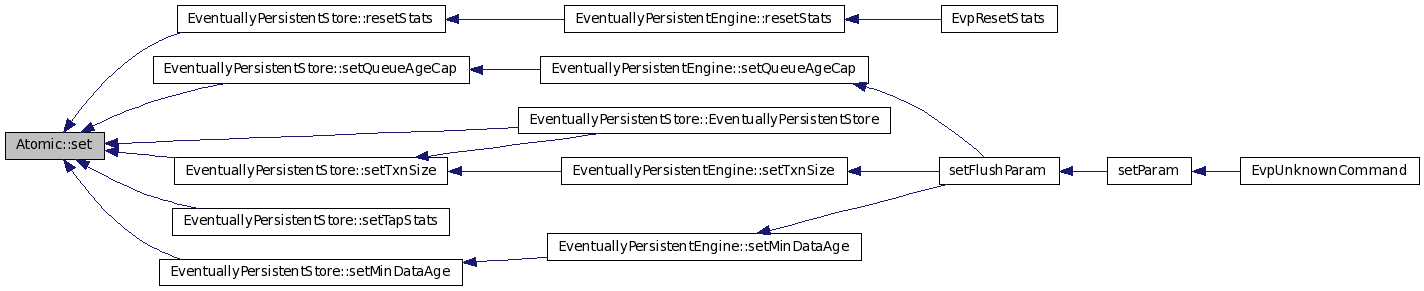 EventuallyPersistentStore::resetStats
EventuallyPersistentEngine::resetStats
EvpResetStats
EventuallyPersistentStore::setQueueAgeCap
EventuallyPersistentEngine::setQueueAgeCap
EventuallyPersistentStore::EventuallyPersistentStore
Atomic::set
EventuallyPersistentStore::setTxnSize
EventuallyPersistentEngine::setTxnSize
setFlushParam
setParam
EvpUnknownCommand
EventuallyPersistentStore::setTapStats
EventuallyPersistentEngine::setMinDataAge
EventuallyPersistentStore::setMinDataAge